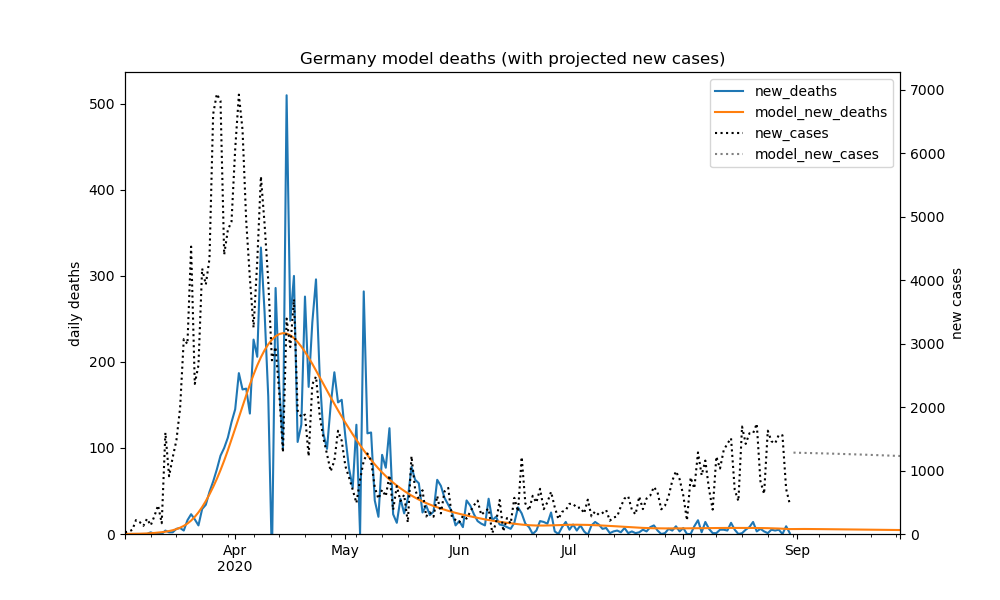 Germany model deaths (with projected new cases)
new_deaths
model_new_deaths
new_cases
model_new_cases
daily deaths
500
400
300
200
100
0
new cases
7000
6000
5000
4000
3000
2000
1000
0
Apr
2020
May
Jun
Jul
Aug
Sep